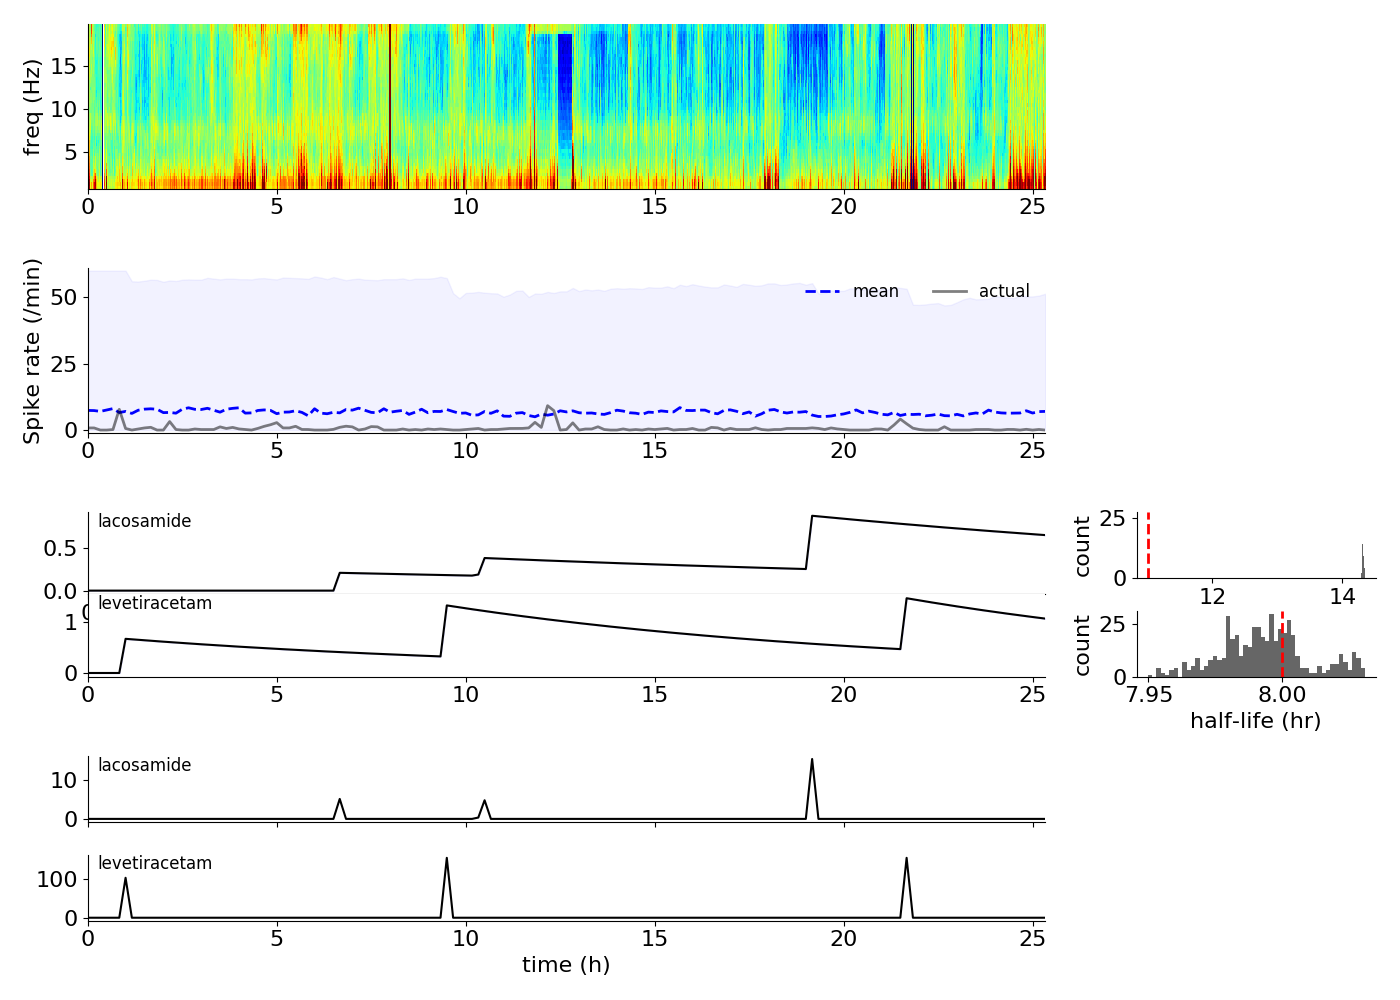 freq (Hz)
15
10
5
0 5 10 15 20 25
Spike rate (/min)
50
25
0
mean actual
0 5 10 15 20 25
lacosamide
0.5
0.0
0
levetiracetam
1
0
0 5 10 15 20 25
count
25
0
12 14
count
25
0
7.95 8.00
half-life (hr)
lacosamide
10
0
levetiracetam
100
0
0 5 10 15 20 25
time (h)